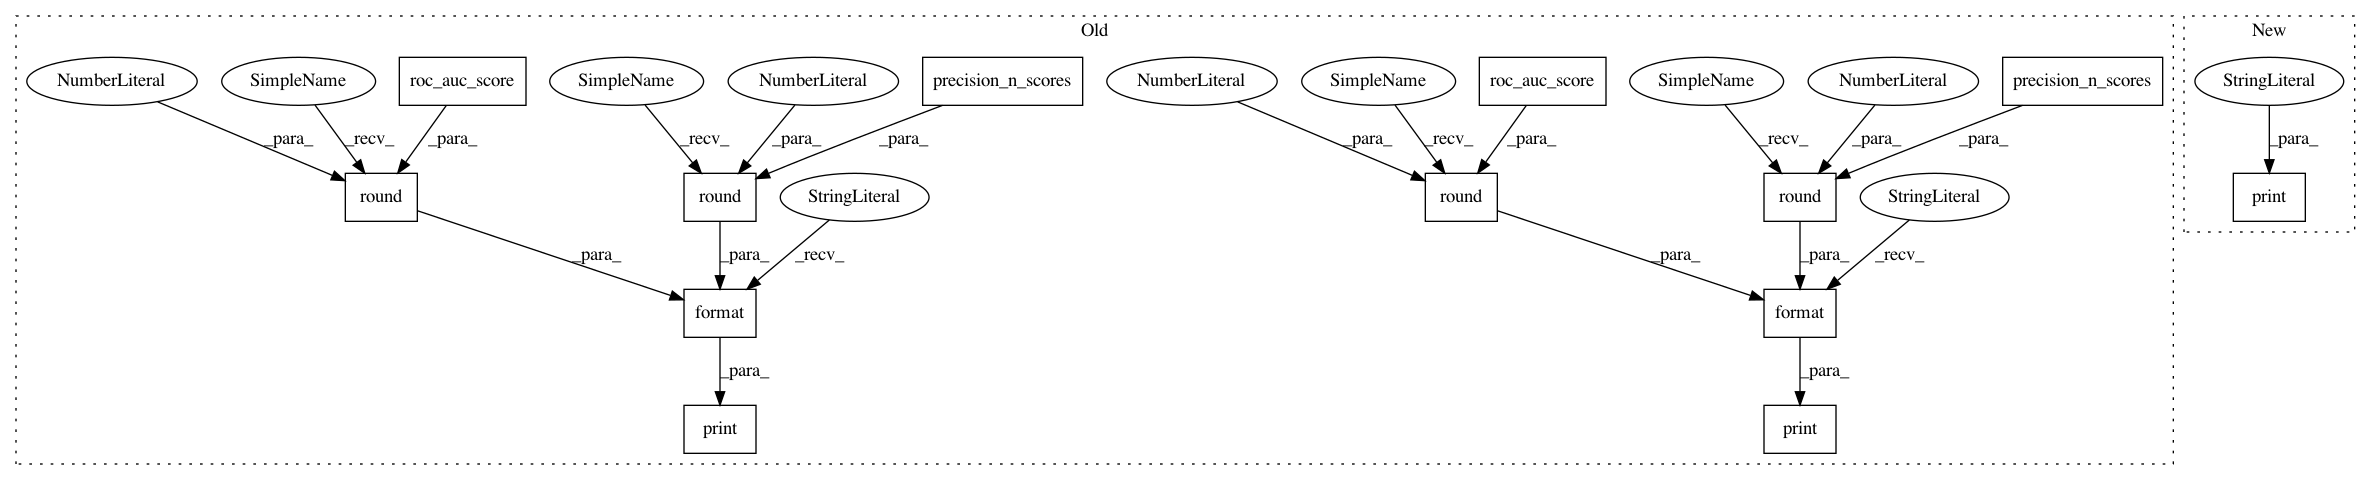 Old
New
NumberLiteral SimpleName roc_auc_score SimpleName NumberLiteral precision_n_scores NumberLiteral SimpleName roc_auc_score SimpleName NumberLiteral precision_n_scores StringLiteral
_para_ _recv_ _para_ _recv_ _para_ _para_ _para_ _recv_ _para_ _recv_ _para_ _para_ _para_
round round StringLiteral round round StringLiteral print
_para_ _para_ _recv_ _para_ _para_ _recv_
format format
_para_ _para_
print print